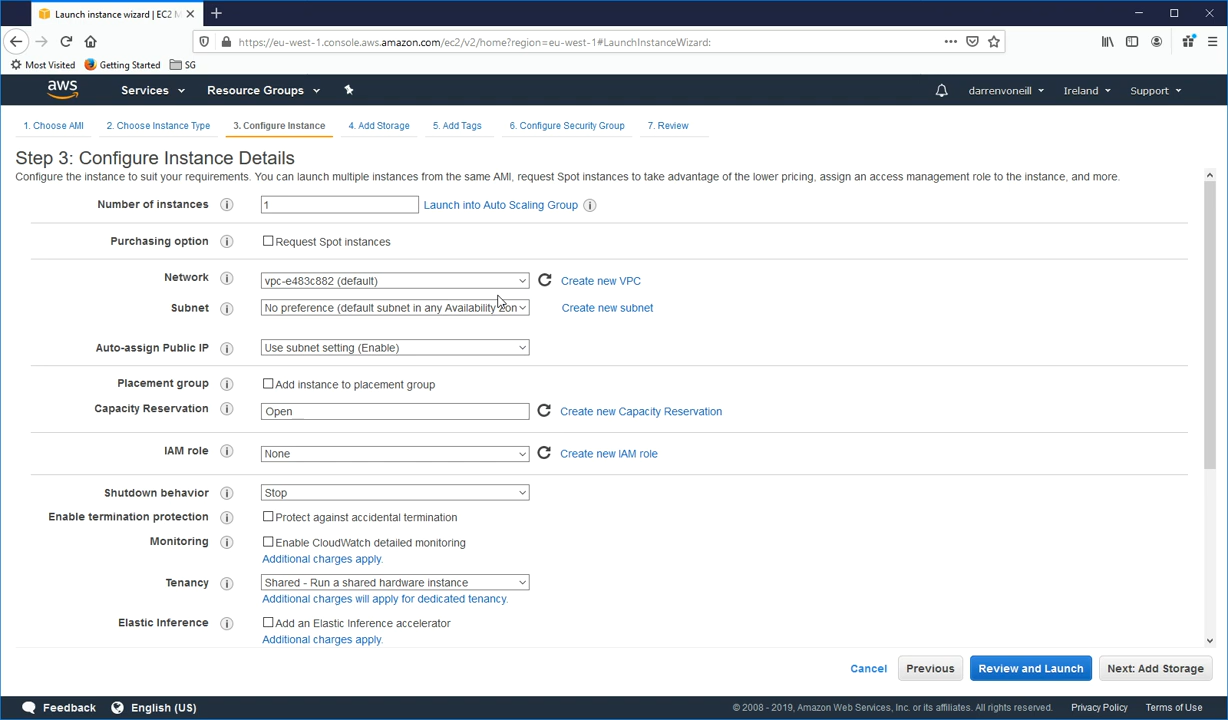 Launch instance wizard | EC2 M
https://eu-west-1.console.aws.amazon.com/ec2/v2/home?region=eu-west-1#LaunchInstanceWizard:
Most Visited Getting Started SG
aws Services Resource Groups darrenvoneill Ireland Support
1. Choose AMI 2. Choose Instance Type 3. Configure Instance 4. Add Storage 5. Add Tags 6. Configure Security Group 7. Review
Step 3: Configure Instance Details
Configure the instance to suit your requirements. You can launch multiple instances from the same AMI, request Spot instances to take advantage of the lower pricing, assign an access management role to the instance, and more.
Number of instances i 1 Launch into Auto Scaling Group i
Purchasing option i Request Spot instances
Network i vpc-e483c882 (default) Create new VPC
Subnet i No preference (default subnet in any Availability Zon Create new subnet
Auto-assign Public IP i Use subnet setting (Enable)
Placement group i Add instance to placement group
Capacity Reservation i Open Create new Capacity Reservation
IAM role i None Create new IAM role
Shutdown behavior i Stop
Enable termination protection i Protect against accidental termination
Monitoring i Enable CloudWatch detailed monitoring
Additional charges apply.
Tenancy i Shared - Run a shared hardware instance
Additional charges will apply for dedicated tenancy.
Elastic Inference i Add an Elastic Inference accelerator
Additional charges apply.
Cancel Previous Review and Launch Next: Add Storage
Feedback English (US) © 2008 - 2019, Amazon Web Services, Inc. or its affiliates. All rights reserved. Privacy Policy Terms of Use